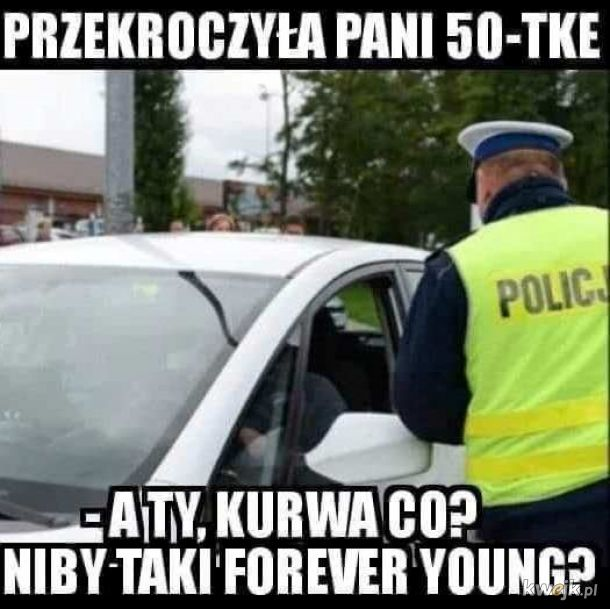 PRZEKROCZYŁA PANI 50-TKE
POLICJ
- A TY, KURWA CO?
NIBY TAKI FOREVER YOUNG?
kwejk.pl